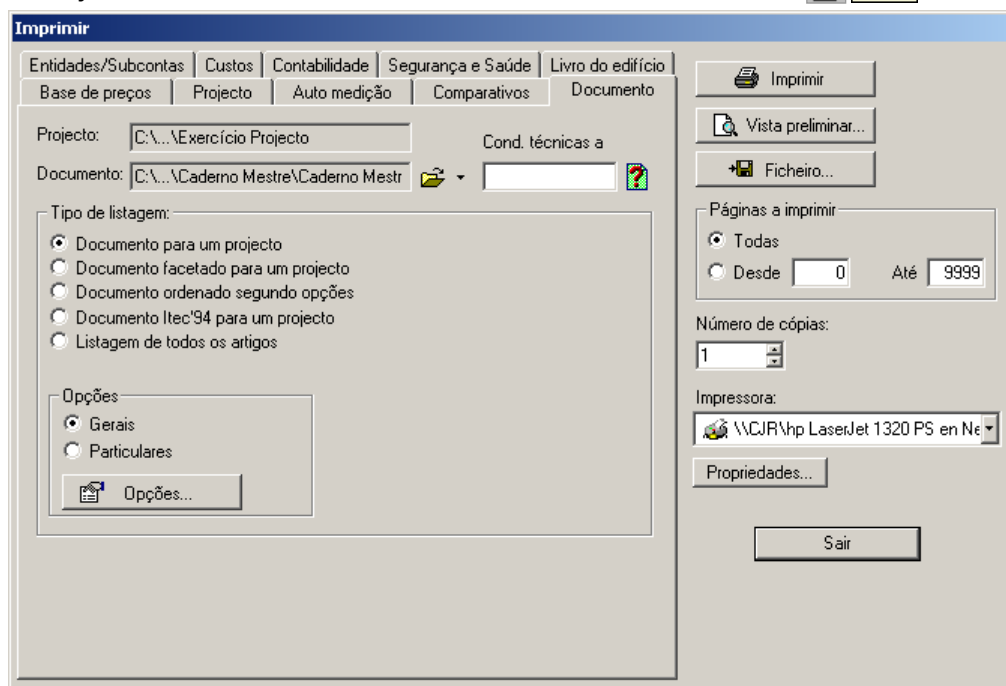 Imprimir
Entidades/Subcontas Custos Contabilidade Segurança e Saúde Livro do edifício
Base de preços Projecto Auto medição Comparativos Documento
Projecto: C:\...\Exercício Projecto Cond. técnicas a
Documento: C:\...\Caderno Mestre\Caderno Mestr
Tipo de listagem:
Documento para um projecto
Documento facetado para um projecto
Documento ordenado segundo opções
Documento Itec'94 para um projecto
Listagem de todos os artigos
Opções
Gerais
Particulares
Opções...
Imprimir
Vista preliminar...
Ficheiro...
Páginas a imprimir
Todas
Desde 0 Até 9999
Número de cópias:
1
Impressora:
\\CJR\hp LaserJet 1320 PS en Ne
Propriedades...
Sair